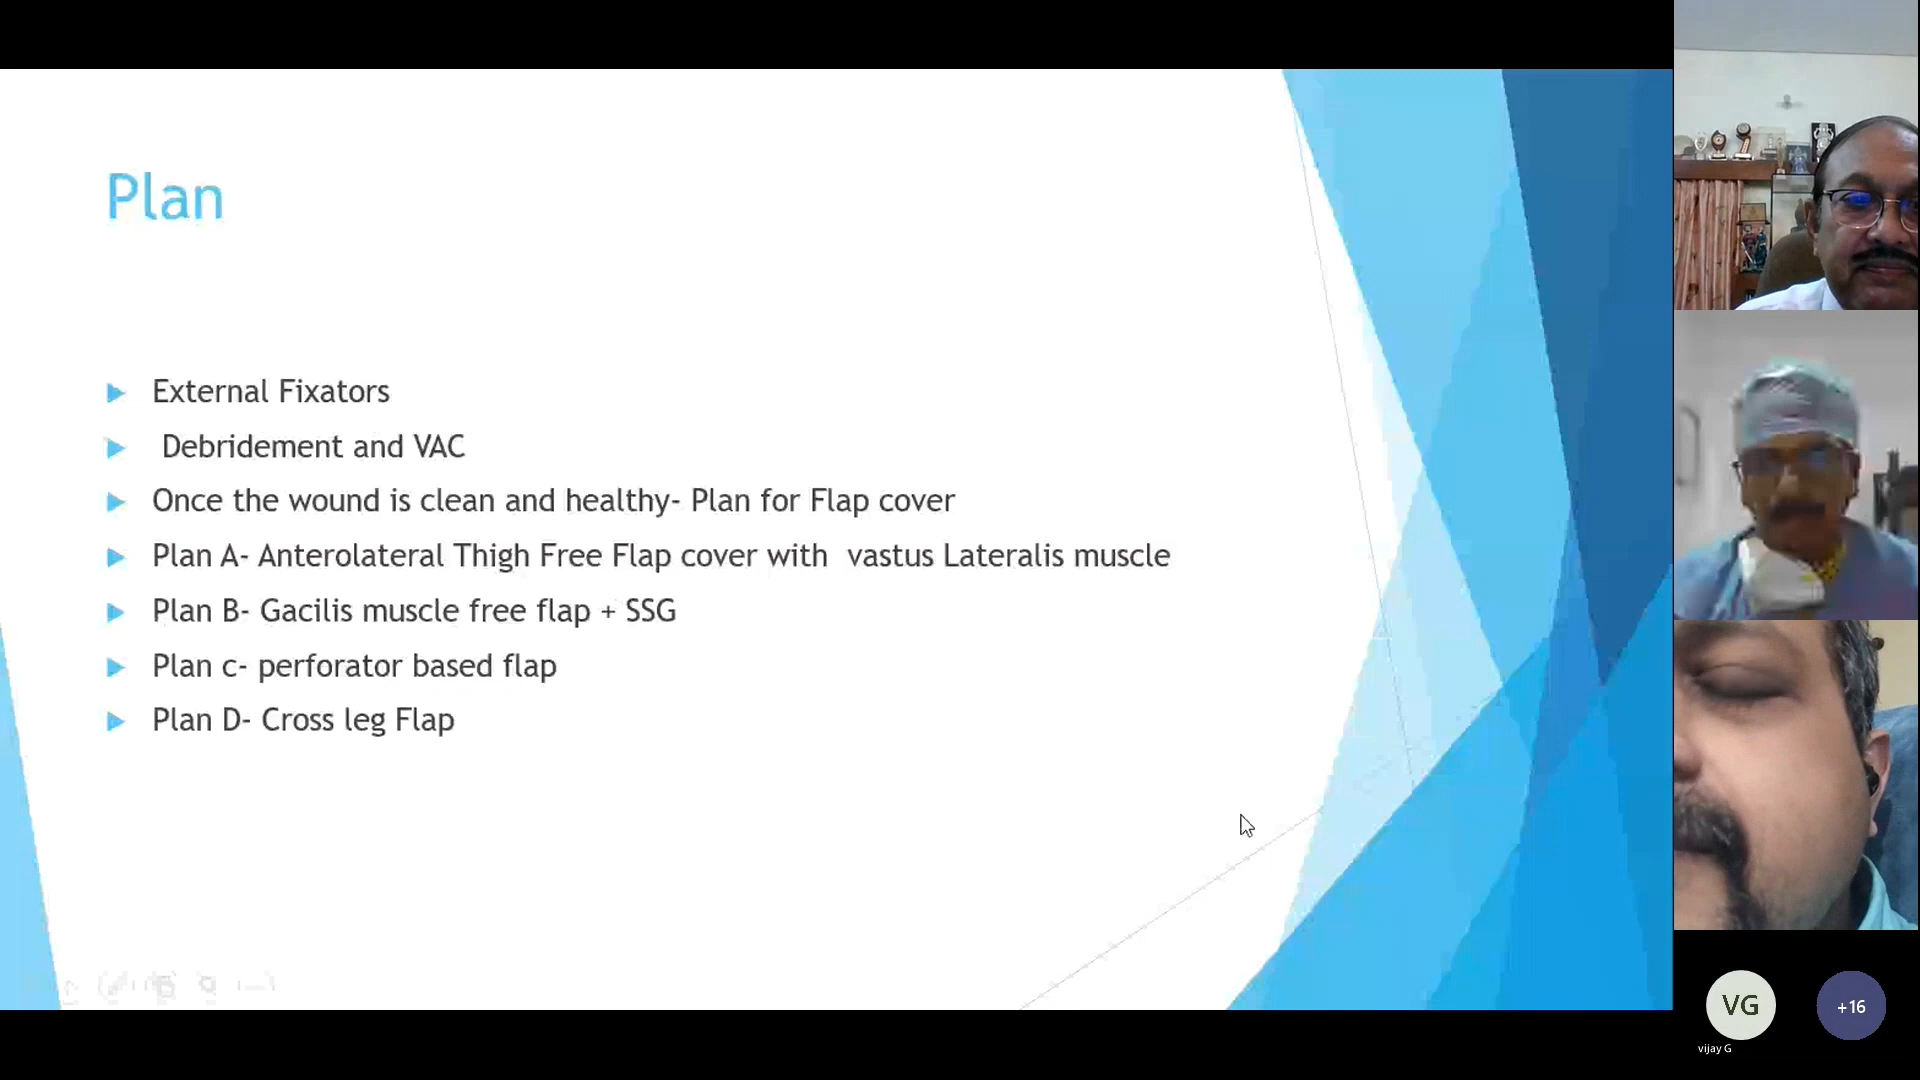 Plan
External Fixators
Debridement and VAC
Once the wound is clean and healthy- Plan for Flap cover
Plan A- Anterolateral Thigh Free Flap cover with vastus Lateralis muscle
Plan B- Gacilis muscle free flap + SSG
Plan c- perforator based flap
Plan D- Cross leg Flap
VG
+16
vijay G